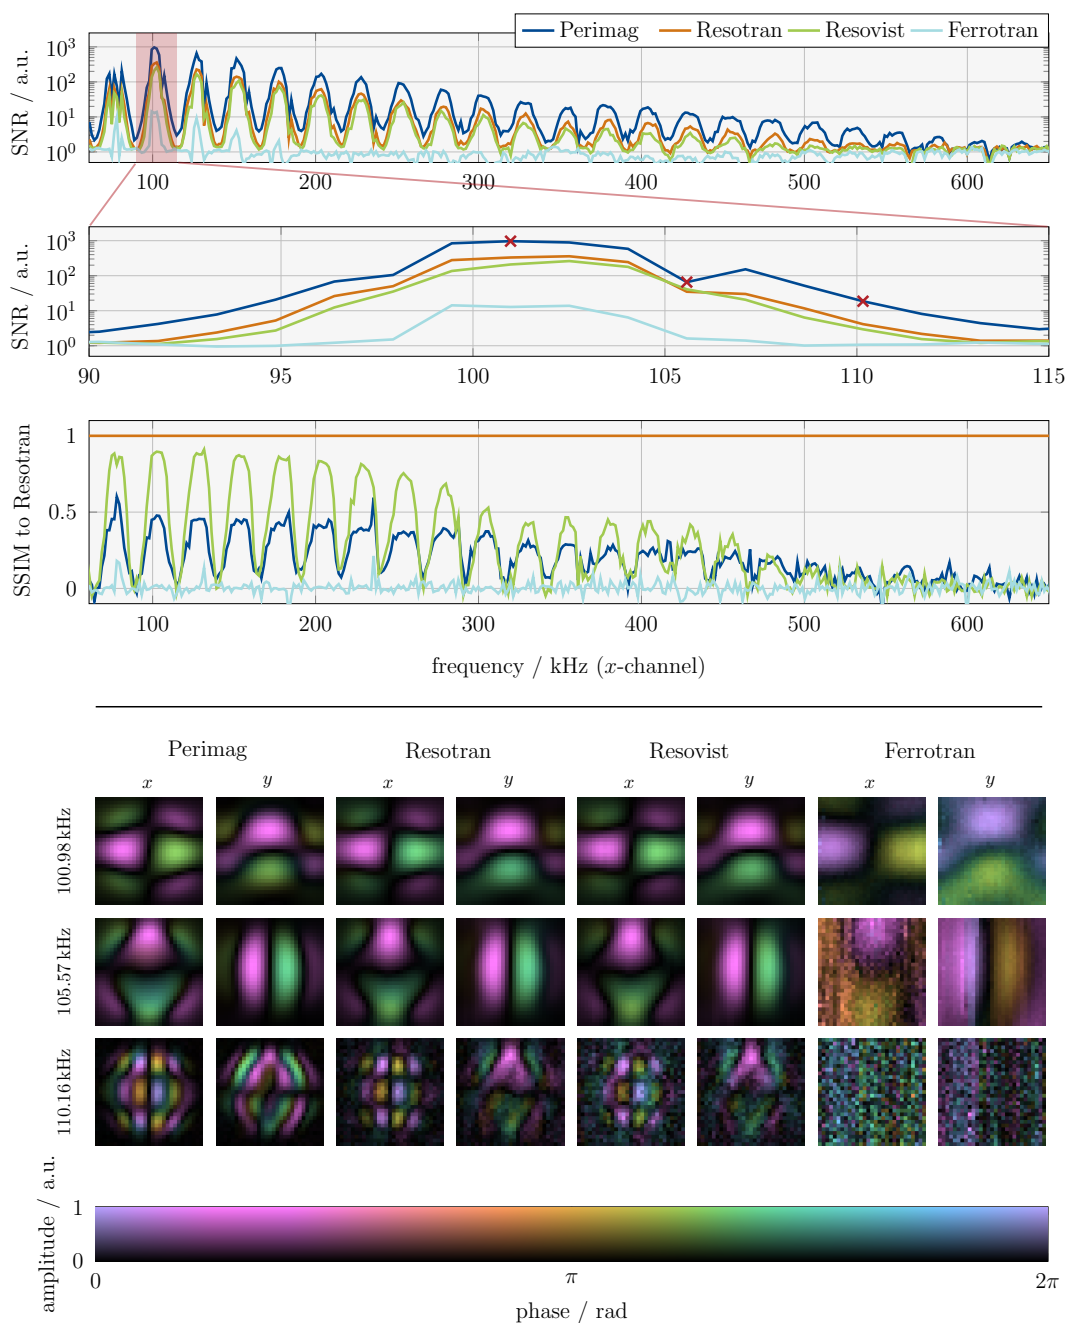 Perimag Resotran Resovist Ferrotran
SNR / a.u.
10³
10²
10¹
10⁰
100 200 300 400 500 600
SNR / a.u.
10³
10²
10¹
10⁰
90 95 100 105 110 115
SSIM to Resotran
1
0.5
0
100 200 300 400 500 600
frequency / kHz (x-channel)
Perimag Resotran Resovist Ferrotran
x y x y x y x y
100.98 kHz
105.57 kHz
110.16 kHz
amplitude / a.u.
1
0
0 π 2π
phase / rad